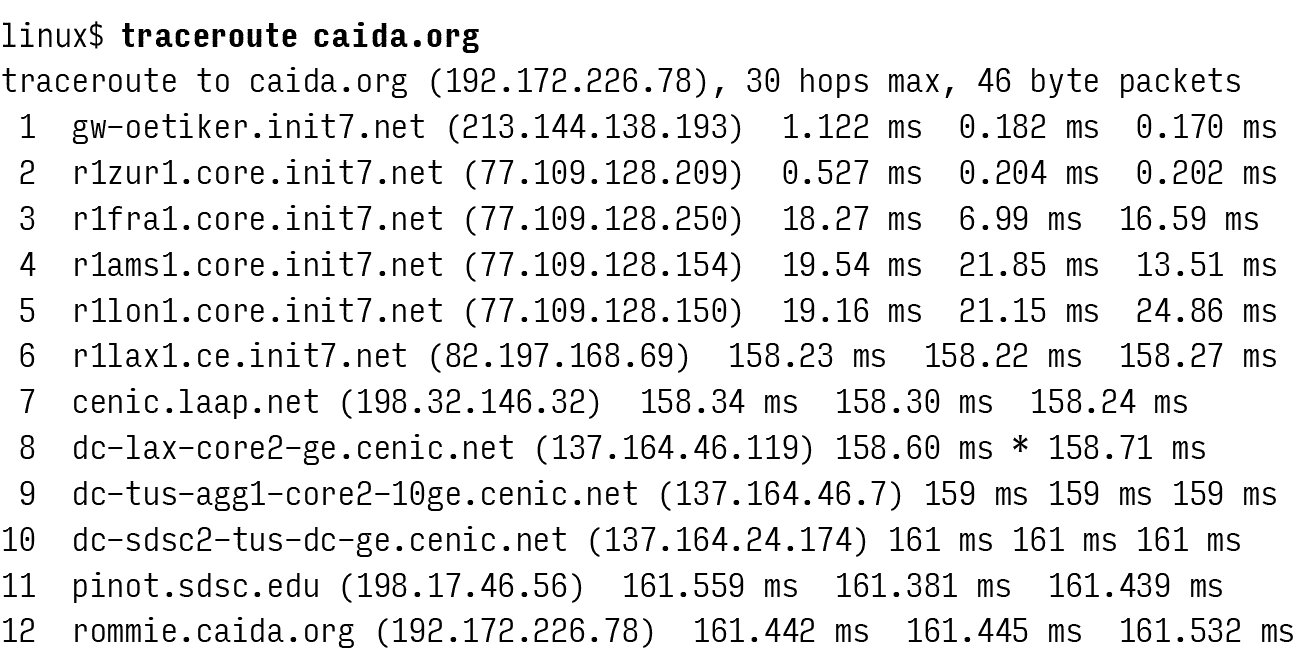 linux$ traceroute caida.org
traceroute to caida.org (192.172.226.78), 30 hops max, 46 byte packets
 1  gw-oetiker.init7.net (213.144.138.193)  1.122 ms  0.182 ms  0.170 ms
 2  r1zur1.core.init7.net (77.109.128.209)  0.527 ms  0.204 ms  0.202 ms
 3  r1fra1.core.init7.net (77.109.128.250)  18.27 ms  6.99 ms  16.59 ms
 4  r1ams1.core.init7.net (77.109.128.154)  19.54 ms  21.85 ms  13.51 ms
 5  r1lon1.core.init7.net (77.109.128.150)  19.16 ms  21.15 ms  24.86 ms
 6  r1lax1.ce.init7.net (82.197.168.69)  158.23 ms  158.22 ms  158.27 ms
 7  cenic.laap.net (198.32.146.32)  158.34 ms  158.30 ms  158.24 ms
 8  dc-lax-core2-ge.cenic.net (137.164.46.119) 158.60 ms * 158.71 ms
 9  dc-tus-agg1-core2-10ge.cenic.net (137.164.46.7) 159 ms 159 ms 159 ms
10  dc-sdsc2-tus-dc-ge.cenic.net (137.164.24.174) 161 ms 161 ms 161 ms
11  pinot.sdsc.edu (198.17.46.56)  161.559 ms  161.381 ms  161.439 ms
12  rommie.caida.org (192.172.226.78)  161.442 ms  161.445 ms  161.532 ms